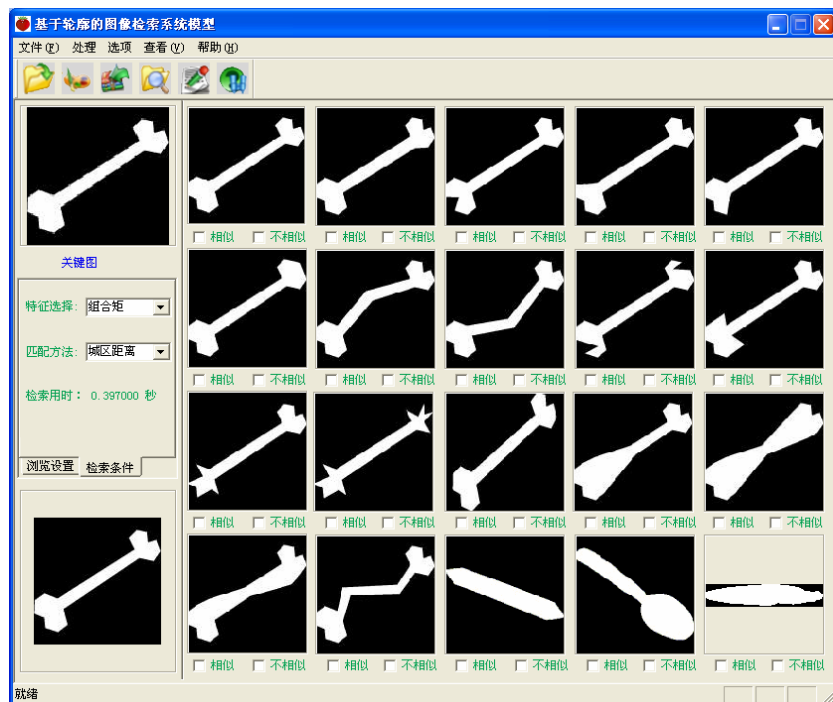 基于轮廓的图像检索系统模型
文件(F) 处理 选项 查看(V) 帮助(H)
关键图
特征选择: 组合矩
匹配方法: 城区距离
检索用时: 0.397000 秒
浏览设置 检索条件
相似 不相似 相似 不相似 相似 不相似 相似 不相似 相似 不相似
相似 不相似 相似 不相似 相似 不相似 相似 不相似 相似 不相似
相似 不相似 相似 不相似 相似 不相似 相似 不相似 相似 不相似
相似 不相似 相似 不相似 相似 不相似 相似 不相似 相似 不相似
就绪